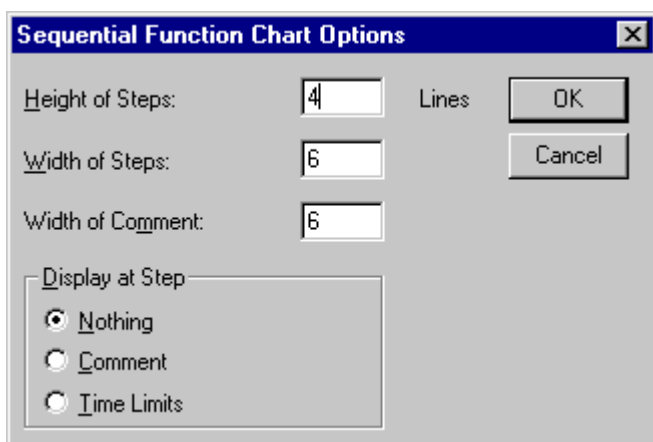 Sequential Function Chart Options
Height of Steps: 4 Lines OK
Width of Steps: 6 Cancel
Width of Comment: 6
Display at Step
Nothing
Comment
Time Limits